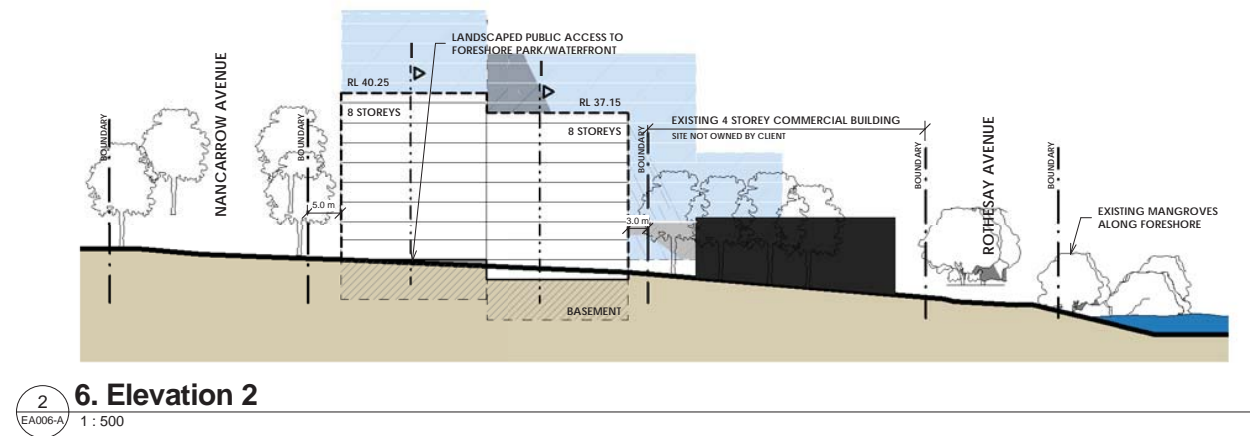 LANDSCAPED PUBLIC ACCESS TO
FORESHORE PARK/WATERFRONT
NANCARROW AVENUE
BOUNDARY
BOUNDARY
RL 40.25
8 STOREYS
RL 37.15
8 STOREYS
EXISTING 4 STOREY COMMERCIAL BUILDING
SITE NOT OWNED BY CLIENT
BOUNDARY
BOUNDARY
ROTHESAY AVENUE
BOUNDARY
5.0 m
3.0 m
EXISTING MANGROVES
ALONG FORESHORE
BASEMENT
2
EA006-A
6. Elevation 2
1 : 500